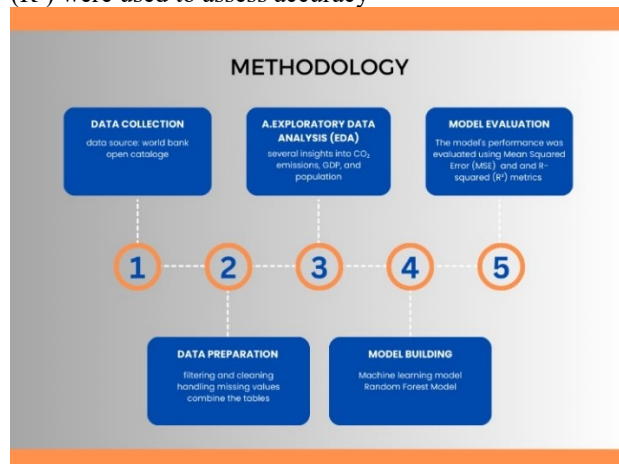 (R²) were used to assess accuracy
METHODOLOGY
DATA COLLECTION
data source: world bank
open cataloge
A.EXPLORATORY DATA
ANALYSIS (EDA)
several insights into CO₂
emissions, GDP, and
population
MODEL EVALUATION
The model's performance was
evaluated using Mean Squared
Error (MSE) and and R-
squared (R²) metrics
1
2
3
4
5
DATA PREPARATION
filtering and cleaning
handling missing values
combine the tables
MODEL BUILDING
Machine learning model
Random Forest Model